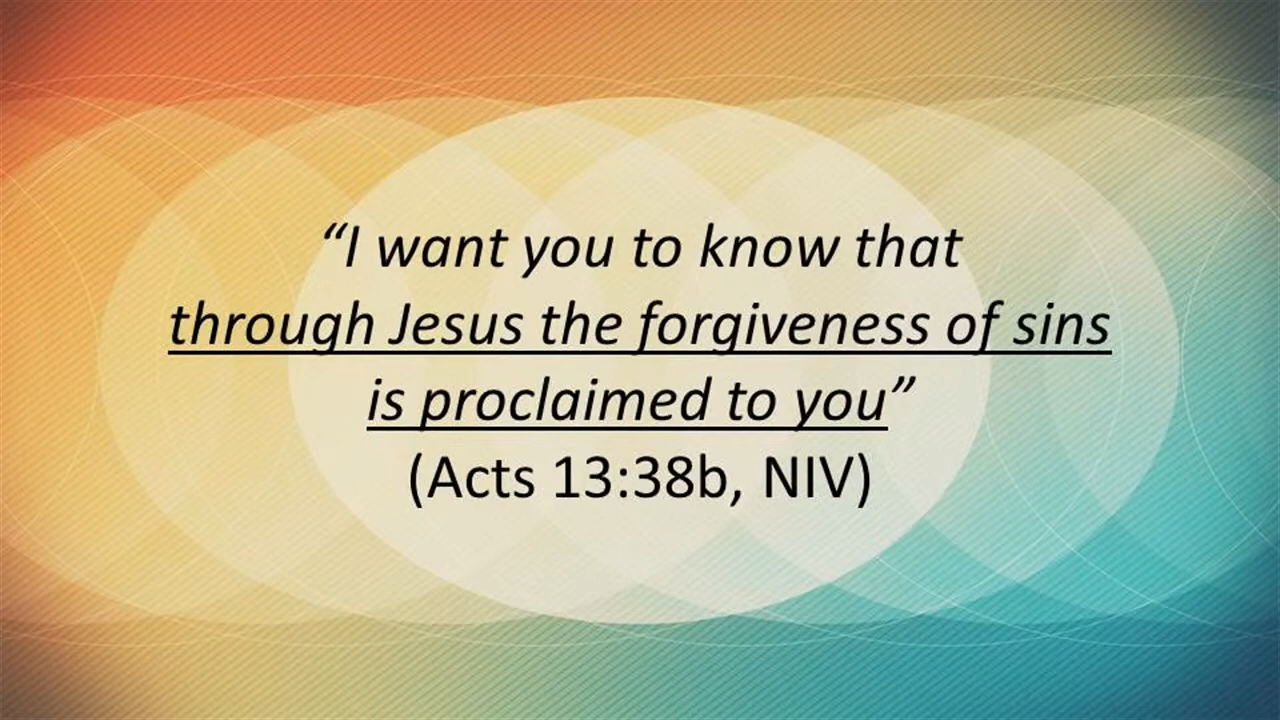 “I want you to know that
through Jesus the forgiveness of sins
is proclaimed to you”
(Acts 13:38b, NIV)